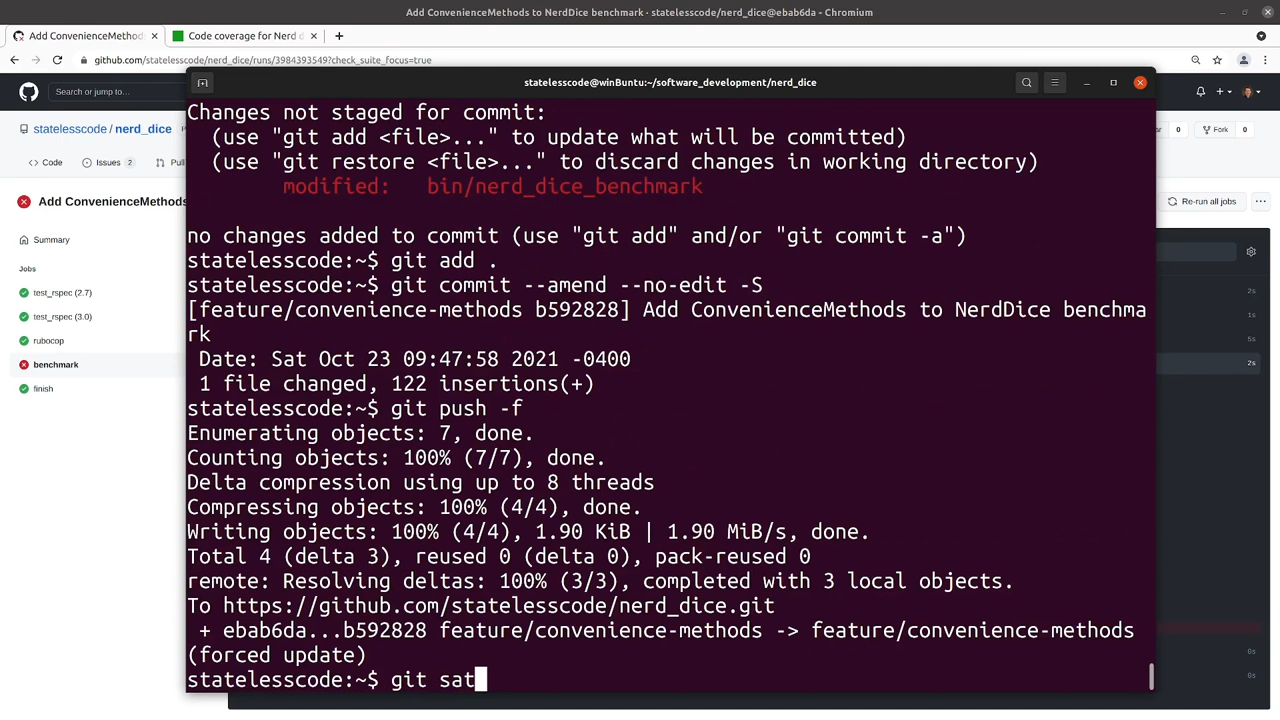 Add ConvenienceMethods to NerdDice benchmark · statelesscode/nerd_dice@ebab6da - Chromium
Add ConvenienceMethod
Code coverage for Nerd d
github.com/statelesscode/nerd_dice/runs/3984393549?check_suite_focus=true
Search or jump to...
statelesscode@winBuntu:~/software_development/nerd_dice
statelesscode / nerd_dice
0
Fork 0
Code
Issues 2
Pull
Add ConvenienceMethods
Re-run all jobs
Summary
Jobs
test_rspec (2.7)
test_rspec (3.0)
rubocop
benchmark
finish
2s
1s
5s
2s
0s
0s
Changes not staged for commit:
(use "git add <file>..." to update what will be committed)
(use "git restore <file>..." to discard changes in working directory)
modified: bin/nerd_dice_benchmark
no changes added to commit (use "git add" and/or "git commit -a")
statelesscode:~$ git add .
statelesscode:~$ git commit --amend --no-edit -S
[feature/convenience-methods b592828] Add ConvenienceMethods to NerdDice benchma
rk
Date: Sat Oct 23 09:47:58 2021 -0400
1 file changed, 122 insertions(+)
statelesscode:~$ git push -f
Enumerating objects: 7, done.
Counting objects: 100% (7/7), done.
Delta compression using up to 8 threads
Compressing objects: 100% (4/4), done.
Writing objects: 100% (4/4), 1.90 KiB | 1.90 MiB/s, done.
Total 4 (delta 3), reused 0 (delta 0), pack-reused 0
remote: Resolving deltas: 100% (3/3), completed with 3 local objects.
To https://github.com/statelesscode/nerd_dice.git
+ ebab6da...b592828 feature/convenience-methods -> feature/convenience-methods
(forced update)
statelesscode:~$ git sat